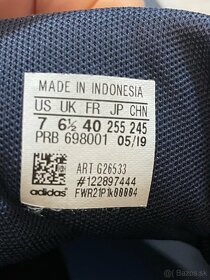 MADE IN INDONESIA
US UK FR JP CHN
7 6½ 40 255 245
PRB 698001 05/19
ART G26533
#122897444
adidas FWR21P1k00004
Bazos.sk